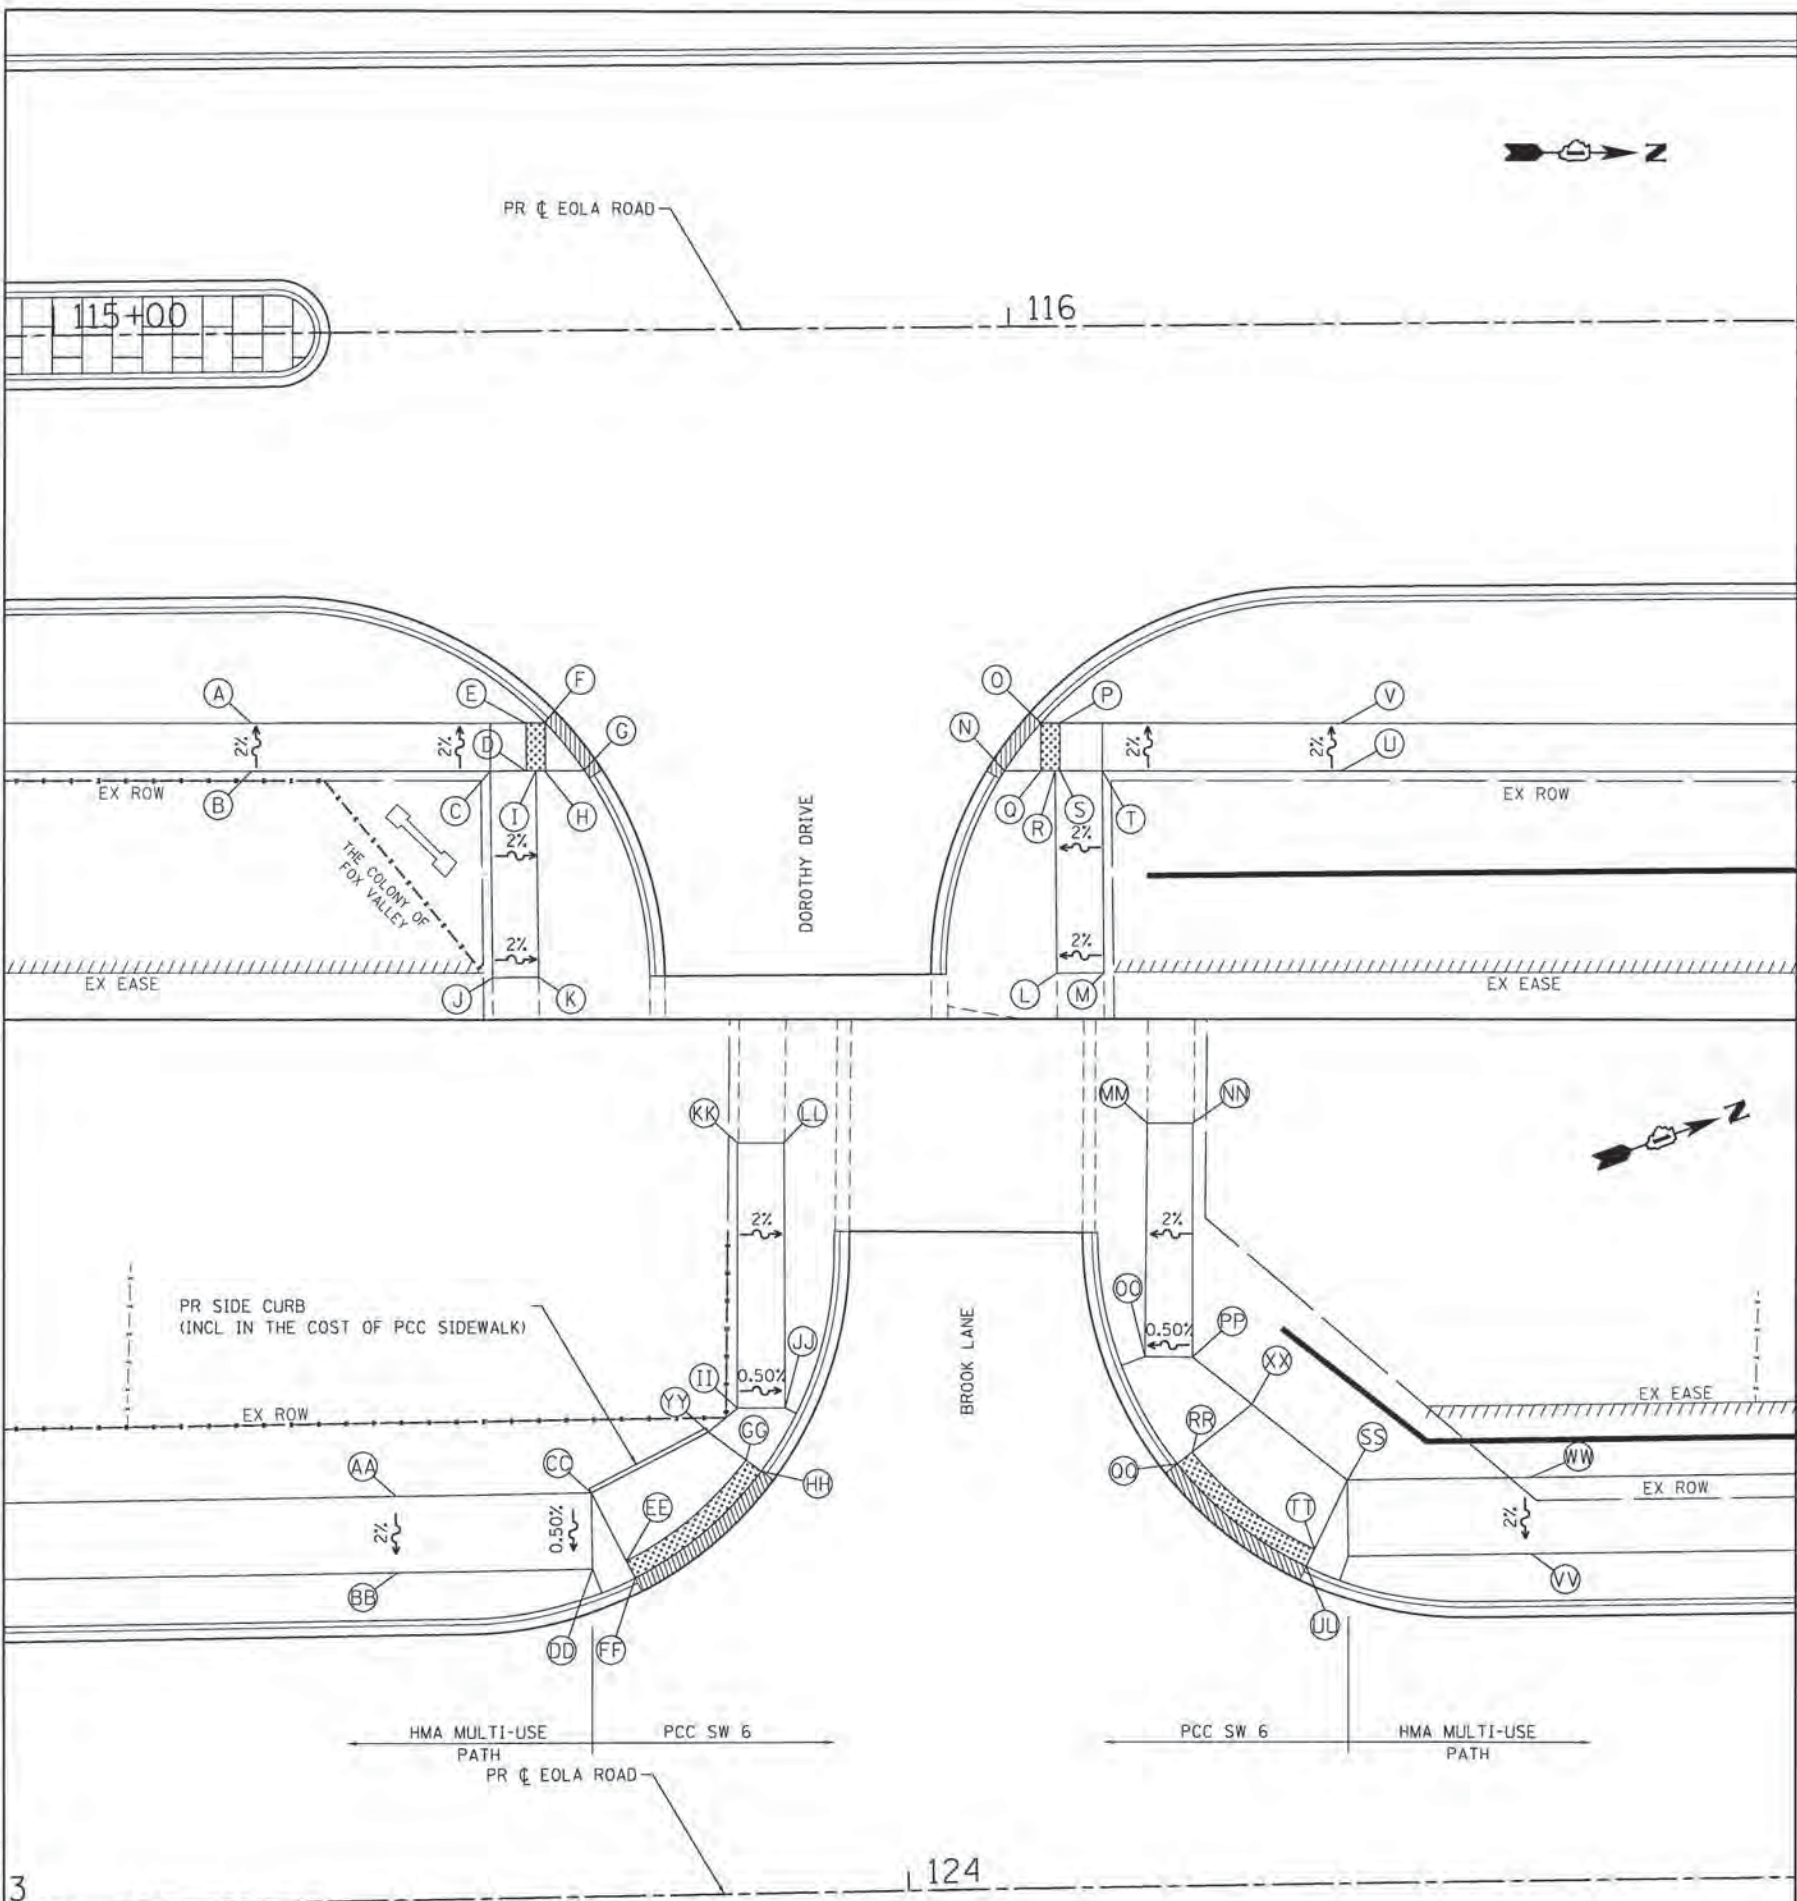 N
PR ℄ EOLA ROAD
115+00
116
A
E
F
O
P
V
2%
2%
D
G
N
2%
2%
U
EX ROW
B
C
I
H
Q
R
S
T
EX ROW
2%
2%
THE COLONY OF
FOX VALLEY
DOROTHY DRIVE
2%
2%
EX EASE
J
K
L
M
EX EASE
KK
LL
MM
NN
N
2%
2%
PR SIDE CURB
(INCL IN THE COST OF PCC SIDEWALK)
OO
PP
0.50%
JJ
BROOK LANE
II
0.50%
XX
YY
EX ROW
GG
RR
EX EASE
SS
AA
CC
HH
QQ
WW
EX ROW
2%
0.50%
EE
TT
2%
BB
VV
DD
FF
UU
HMA MULTI-USE
PATH
PCC SW 6
PCC SW 6
HMA MULTI-USE
PATH
PR ℄ EOLA ROAD
3
124